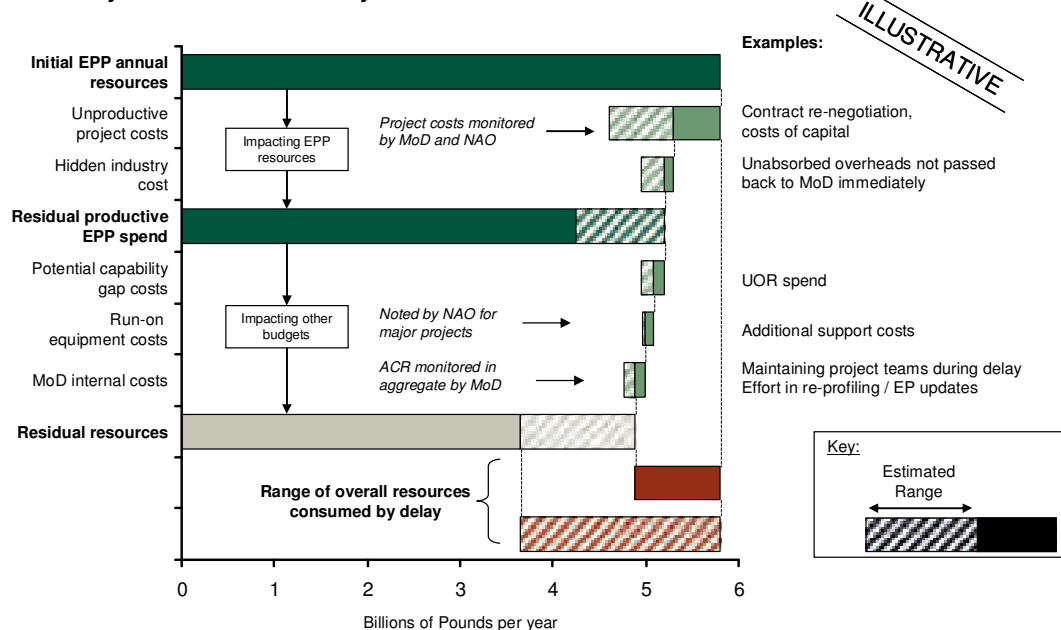 ILLUSTRATIVE
Examples:
Initial EPP annual
resources
Unproductive
project costs
Impacting EPP
resources
Project costs monitored
by MoD and NAO
Contract re-negotiation,
costs of capital
Hidden industry
cost
Unabsorbed overheads not passed
back to MoD immediately
Residual productive
EPP spend
Potential capability
gap costs
UOR spend
Run-on
equipment costs
Impacting other
budgets
Noted by NAO for
major projects
Additional support costs
MoD internal costs
ACR monitored in
aggregate by MoD
Maintaining project teams during delay
Effort in re-profiling / EP updates
Residual resources
Range of overall resources
consumed by delay
Key:
Estimated
Range
0 1 2 3 4 5 6
Billions of Pounds per year